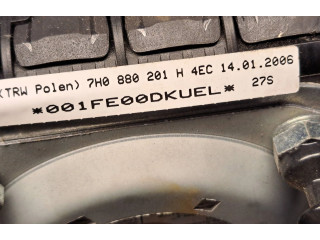 (TRW Polen) 7H0 880 201 H 4EC 14.01.2006
27S
*001FE00DKUEL*